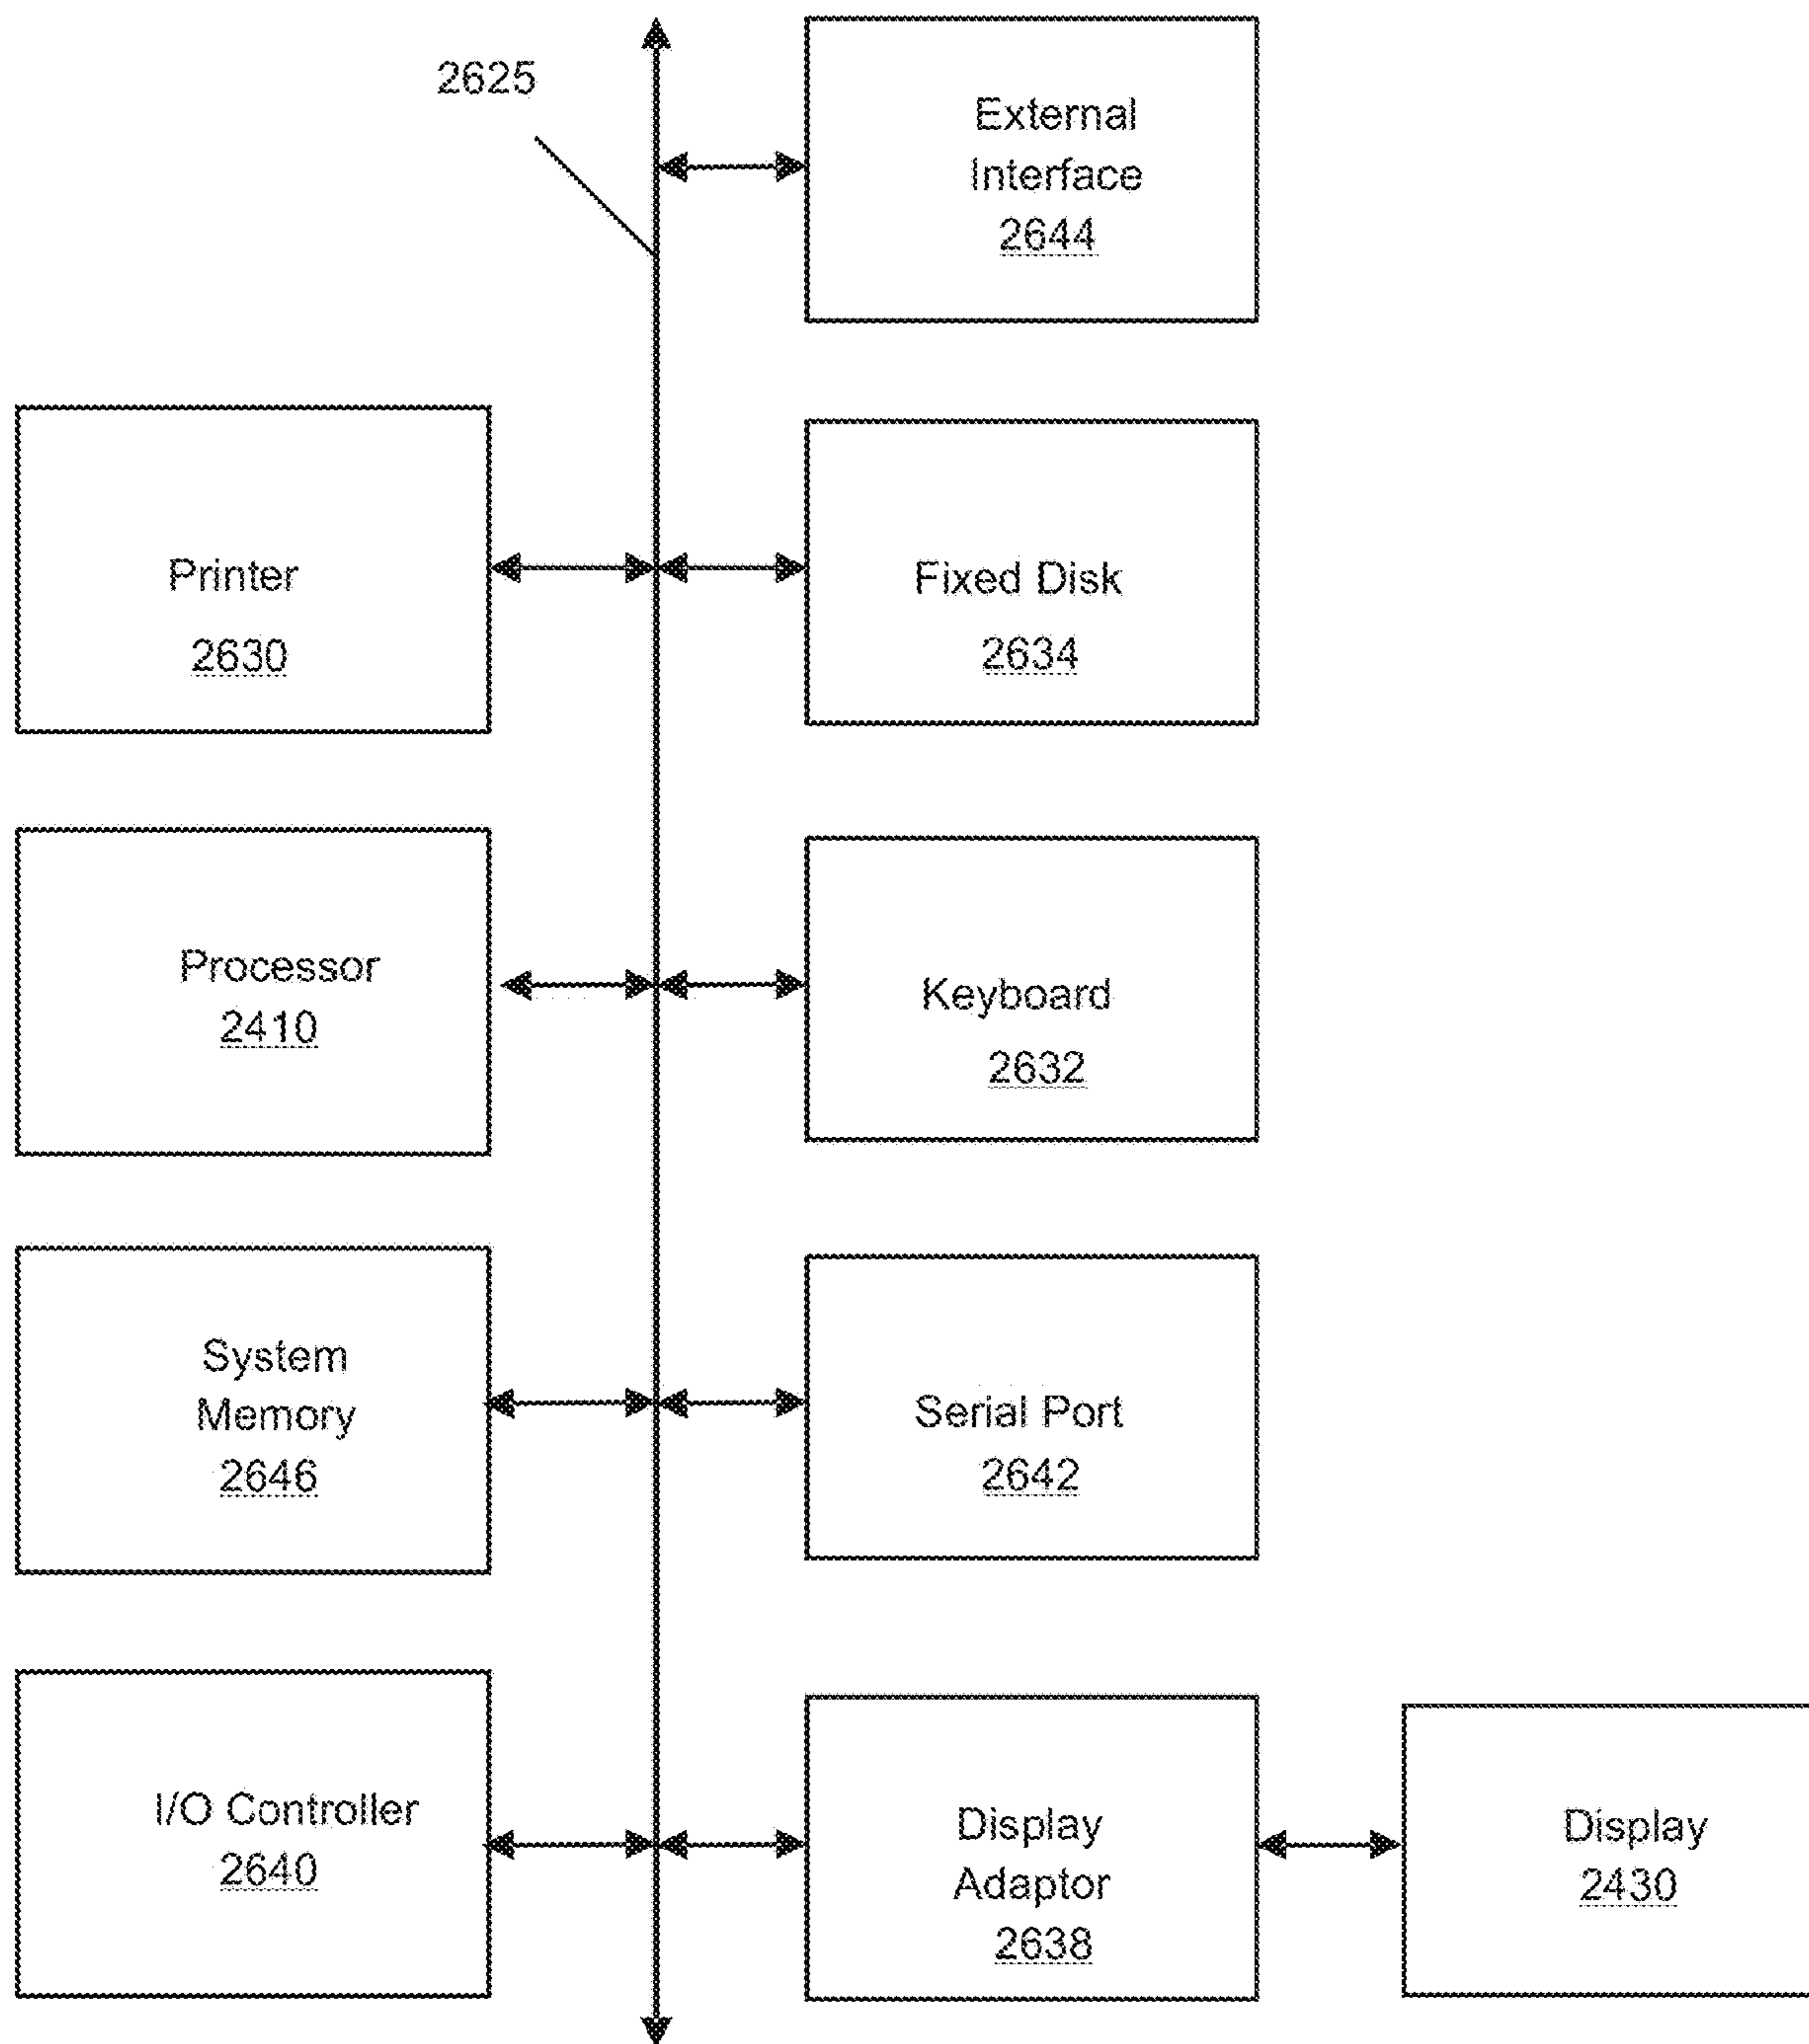 2625
External
Interface
2644
Printer
2630
Fixed Disk
2634
Processor
2410
Keyboard
2632
System
Memory
2646
Serial Port
2642
I/O Controller
2640
Display
Adaptor
2638
Display
2430